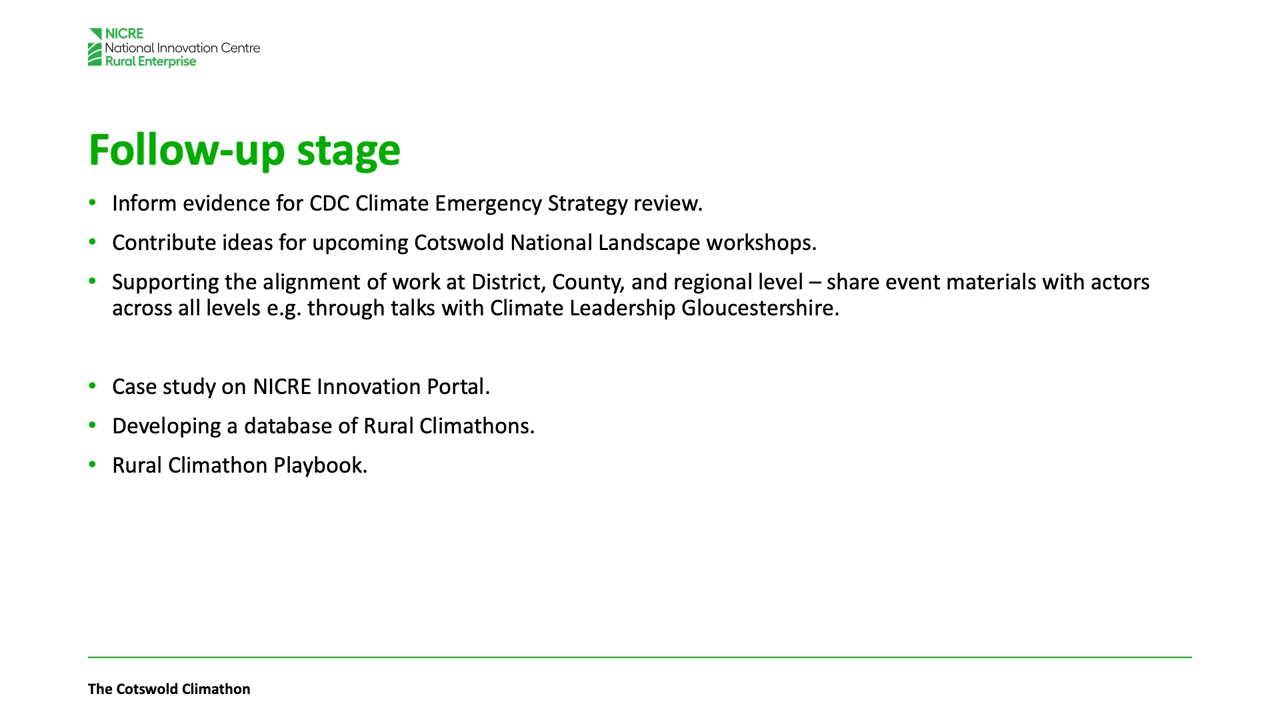 NICRE
National Innovation Centre
Rural Enterprise
Follow-up stage
• Inform evidence for CDC Climate Emergency Strategy review.
• Contribute ideas for upcoming Cotswold National Landscape workshops.
• Supporting the alignment of work at District, County, and regional level – share event materials with actors
across all levels e.g. through talks with Climate Leadership Gloucestershire.
• Case study on NICRE Innovation Portal.
• Developing a database of Rural Climathons.
• Rural Climathon Playbook.
The Cotswold Climathon